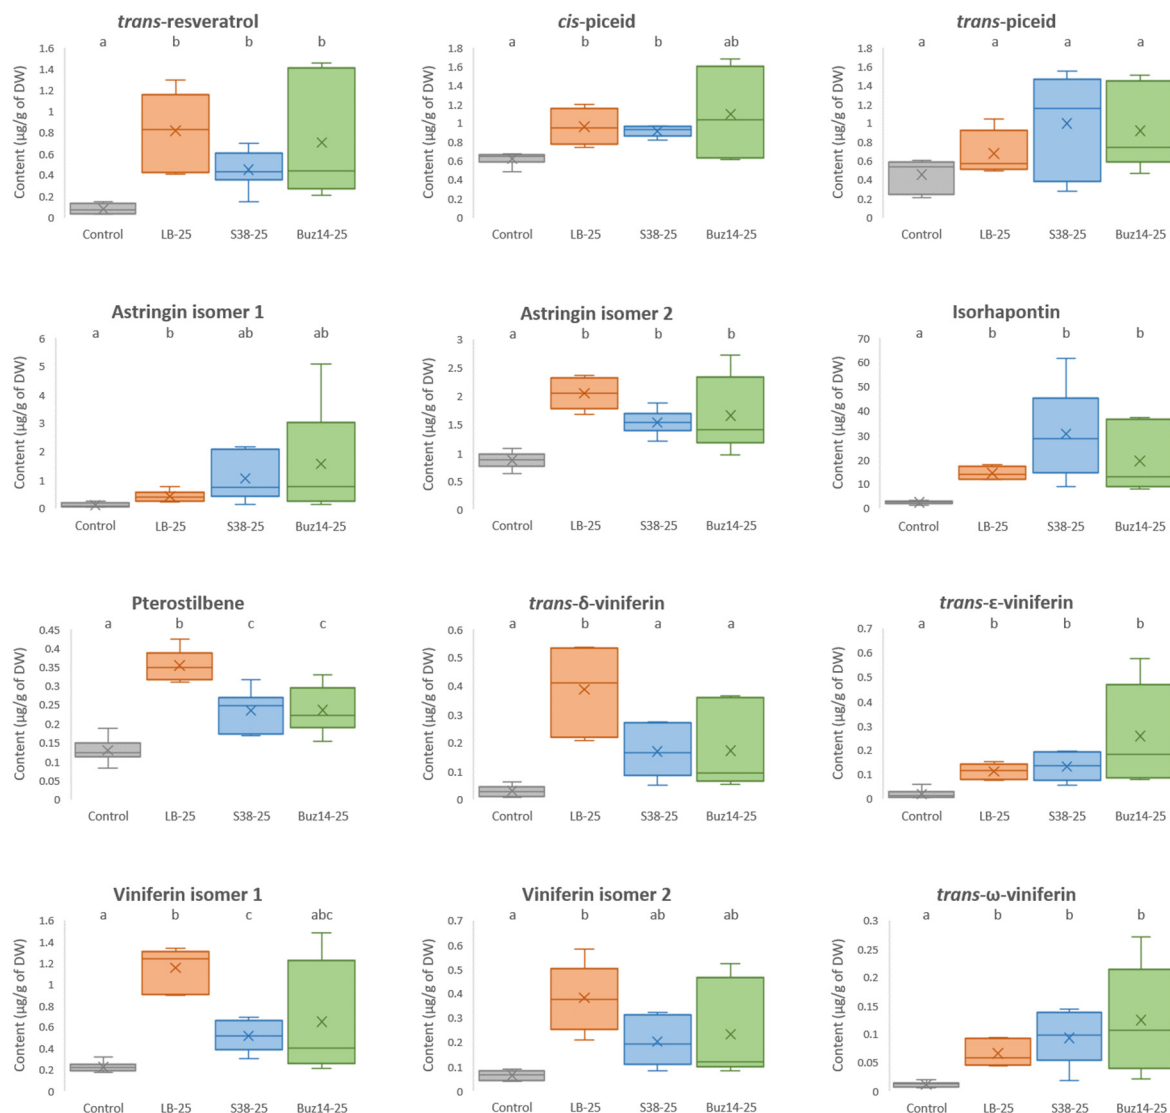 trans-resveratrol
a b b b
Content (µg/g of DW)
1.6
1.4
1.2
1
0.8
0.6
0.4
0.2
0
Control LB-25 S38-25 Buz14-25
cis-piceid
a b b ab
Content (µg/g of DW)
1.8
1.6
1.4
1.2
1
0.8
0.6
0.4
0.2
0
Control LB-25 S38-25 Buz14-25
trans-piceid
a a a a
Content (µg/g of DW)
1.8
1.6
1.4
1.2
1
0.8
0.6
0.4
0.2
0
Control LB-25 S38-25 Buz14-25
Astringin isomer 1
a b ab ab
Content (µg/g of DW)
6
5
4
3
2
1
0
Control LB-25 S38-25 Buz14-25
Astringin isomer 2
a b b b
Content (µg/g of DW)
3
2.5
2
1.5
1
0.5
0
Control LB-25 S38-25 Buz14-25
Isorhapontin
a b b b
Content (µg/g of DW)
70
60
50
40
30
20
10
0
Control LB-25 S38-25 Buz14-25
Pterostilbene
a b c c
Content (µg/g of DW)
0.45
0.4
0.35
0.3
0.25
0.2
0.15
0.1
0.05
0
Control LB-25 S38-25 Buz14-25
trans-δ-viniferin
a b a a
Content (µg/g of DW)
0.6
0.5
0.4
0.3
0.2
0.1
0
Control LB-25 S38-25 Buz14-25
trans-ε-viniferin
a b b b
Content (µg/g of DW)
0.7
0.6
0.5
0.4
0.3
0.2
0.1
0
Control LB-25 S38-25 Buz14-25
Viniferin isomer 1
a b c abc
Content (µg/g of DW)
1.6
1.4
1.2
1
0.8
0.6
0.4
0.2
0
Control LB-25 S38-25 Buz14-25
Viniferin isomer 2
a b ab ab
Content (µg/g of DW)
0.7
0.6
0.5
0.4
0.3
0.2
0.1
0
Control LB-25 S38-25 Buz14-25
trans-ω-viniferin
a b b b
Content (µg/g of DW)
0.3
0.25
0.2
0.15
0.1
0.05
0
Control LB-25 S38-25 Buz14-25